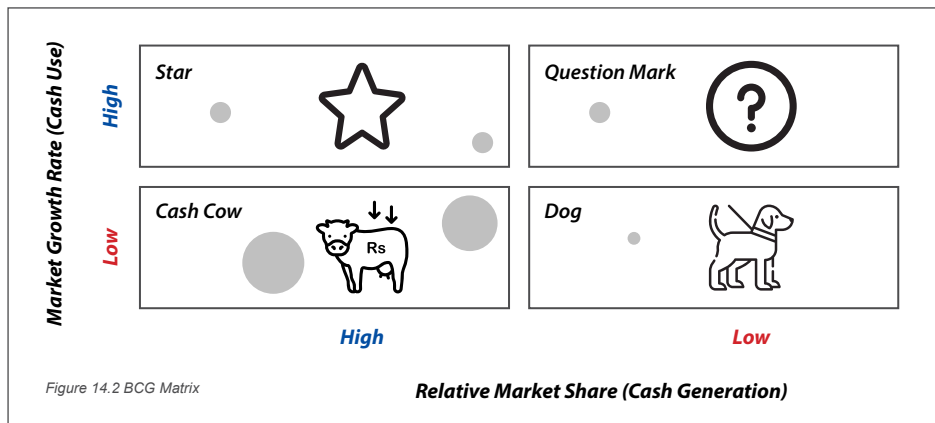 Market Growth Rate (Cash Use)
High
Star
Question Mark
?
Low
Cash Cow
Rs
Dog
High
Low
Figure 14.2 BCG Matrix
Relative Market Share (Cash Generation)